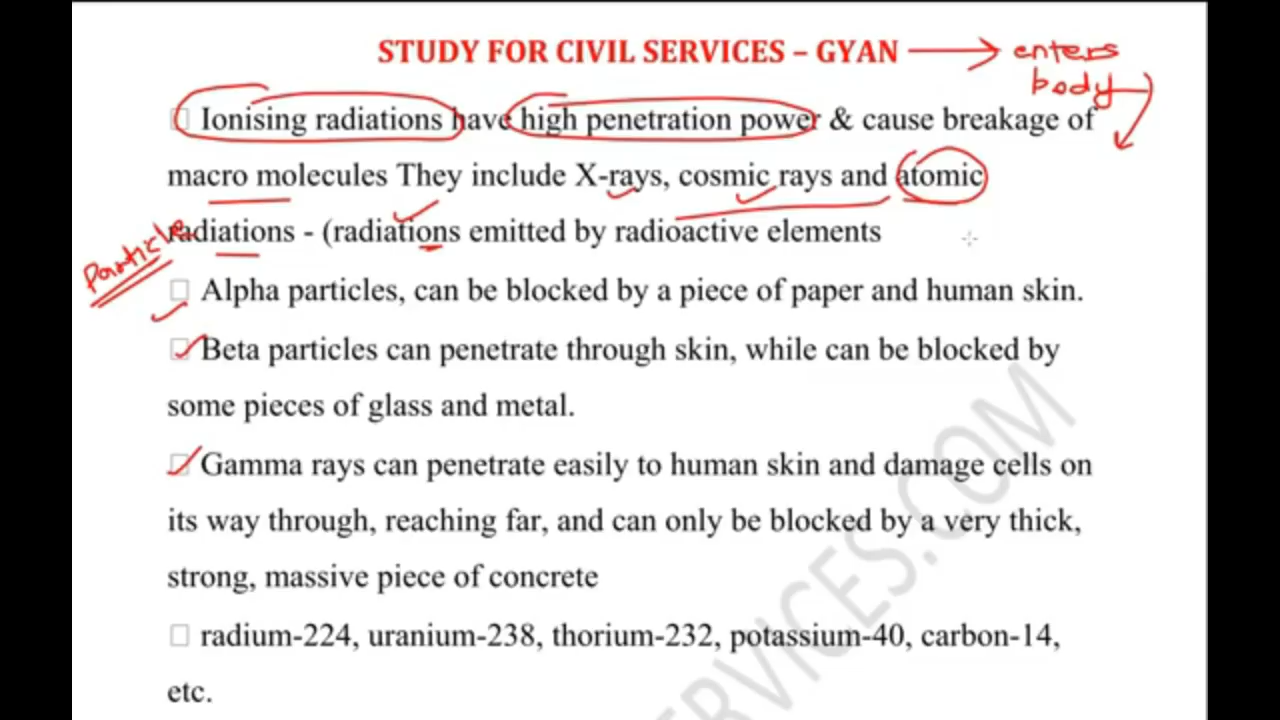 STUDY FOR CIVIL SERVICES – GYAN → enters
body
Ionising radiations have high penetration power & cause breakage of
macro molecules They include X-rays, cosmic rays and atomic
radiations - (radiations emitted by radioactive elements
Particle
Alpha particles, can be blocked by a piece of paper and human skin.
Beta particles can penetrate through skin, while can be blocked by
some pieces of glass and metal.
Gamma rays can penetrate easily to human skin and damage cells on
its way through, reaching far, and can only be blocked by a very thick,
strong, massive piece of concrete
radium-224, uranium-238, thorium-232, potassium-40, carbon-14,
etc.
ERVICES.COM